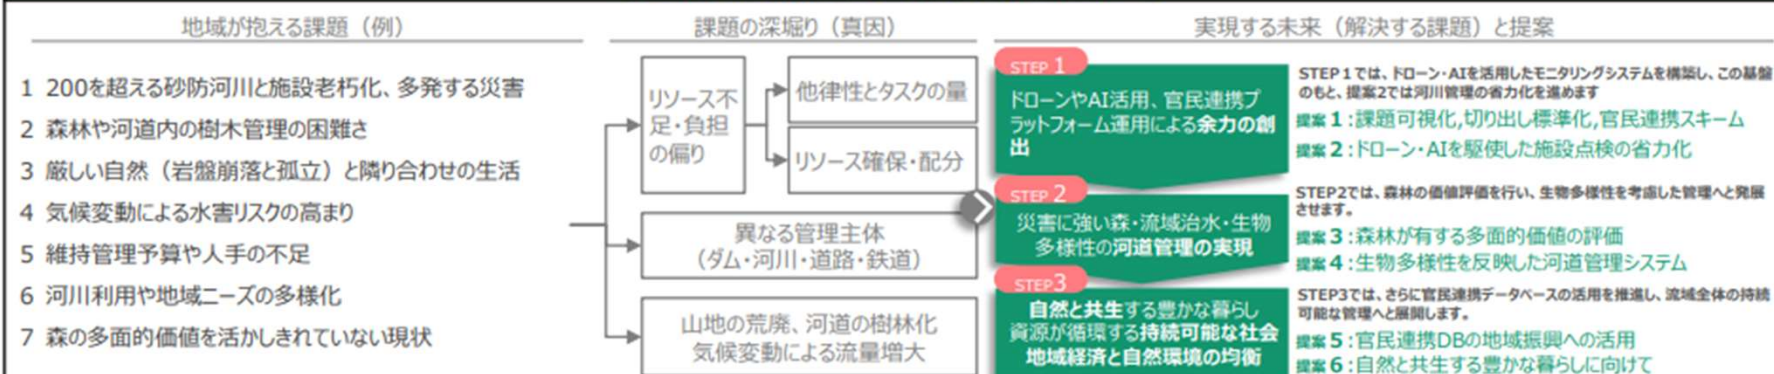 地域が抱える課題（例）
1 200を超える砂防河川と施設老朽化、多発する災害
2 森林や河道内の樹木管理の困難さ
3 厳しい自然（岩盤崩落と孤立）と隣り合わせの生活
4 気候変動による水害リスクの高まり
5 維持管理予算や人手の不足
6 河川利用や地域ニーズの多様化
7 森の多面的価値を活かしきれていない現状
課題の深堀り（真因）
リソース不
足・負担
の偏り
他律性とタスクの量
リソース確保・配分
異なる管理主体
（ダム・河川・道路・鉄道）
山地の荒廃、河道の樹林化
気候変動による流量増大
実現する未来（解決する課題）と提案
STEP 1
ドローンやAI活用、官民連携プ
ラットフォーム運用による余力の創
出
STEP1では、ドローン・AIを活用したモニタリングシステムを構築し、この基盤
のもと、提案2では河川管理の省力化を進めます
提案1:課題可視化,切り出し標準化,官民連携スキーム
提案2:ドローン・AIを駆使した施設点検の省力化
STEP 2
災害に強い森・流域治水・生物
多様性の河道管理の実現
STEP2では、森林の価値評価を行い、生物多様性を考慮した管理へと発展
させます。
提案3:森林が有する多面的価値の評価
提案4:生物多様性を反映した河道管理システム
STEP3
自然と共生する豊かな暮らし
資源が循環する持続可能な社会
地域経済と自然環境の均衡
STEP3では、さらに官民連携データベースの活用を推進し、流域全体の持続
可能な管理へと展開します。
提案5:官民連携DBの地域振興への活用
提案6:自然と共生する豊かな暮らしに向けて